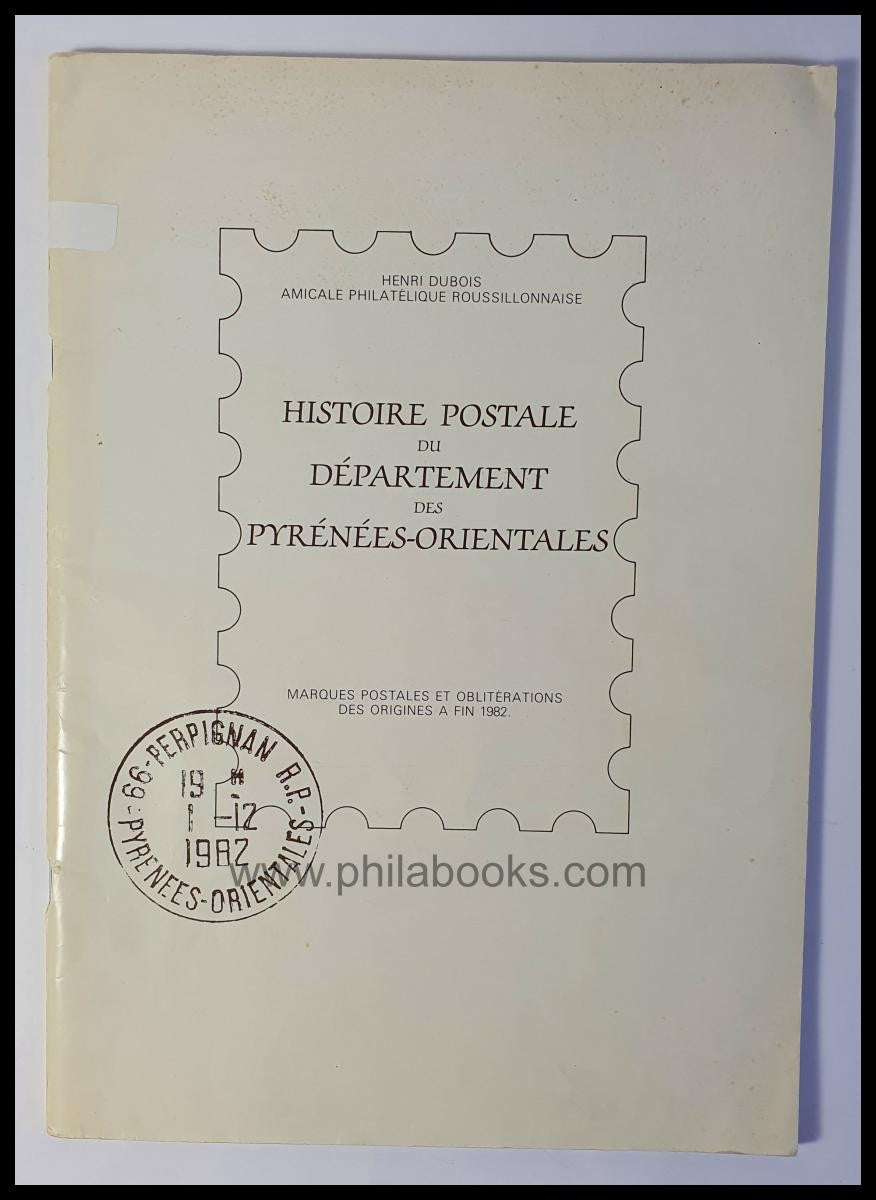 HENRI DUBOIS
AMICALE PHILATÉLIQUE ROUSSILLONNAISE
HISTOIRE POSTALE
DU
DÉPARTEMENT
DES
PYRÉNÉES-ORIENTALES
MARQUES POSTALES ET OBLITÉRATIONS
DES ORIGINES A FIN 1982.
66-PERPIGNAN R.P.-S
19 H
1 -12
1982
PYRENEES-ORIENTALES
www.philabooks.com